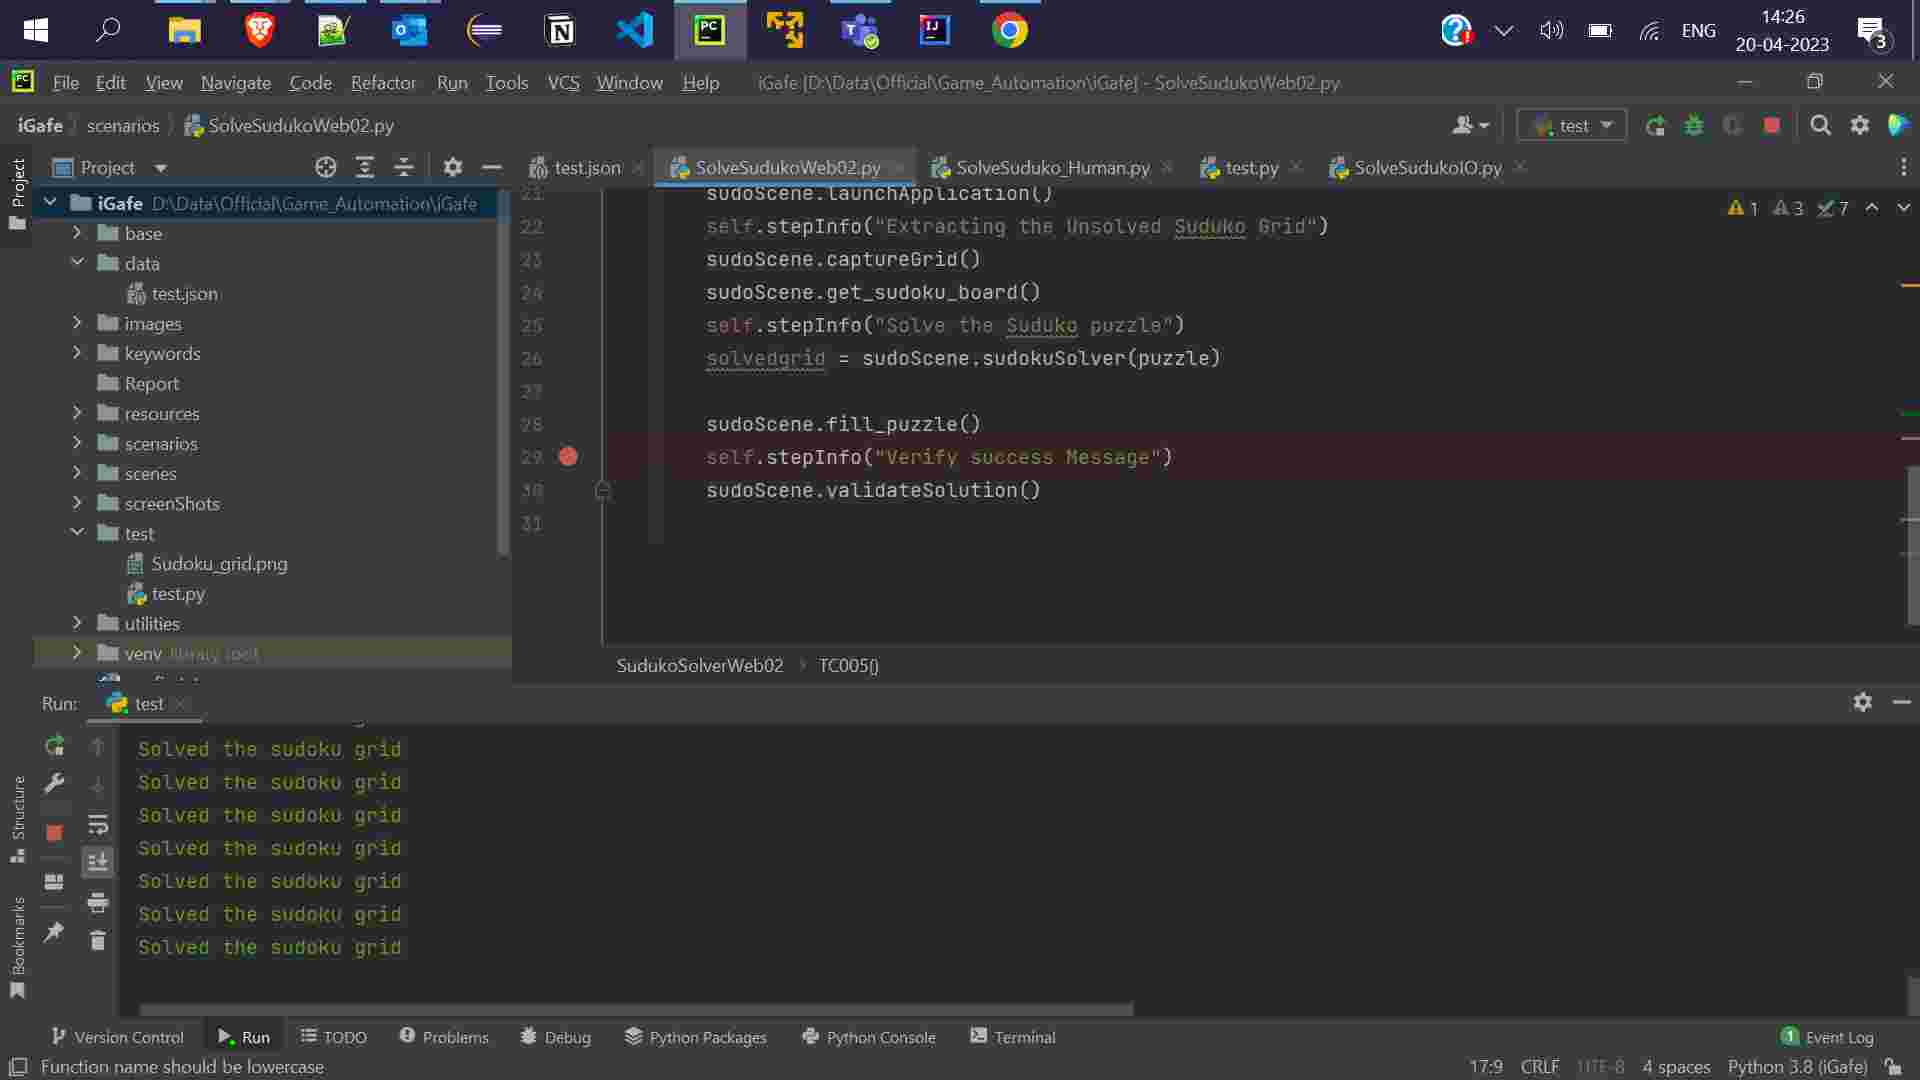 ENG
14:26
20-04-2023
3
File Edit View Navigate Code Refactor Run Tools VCS Window Help iGafe [D:\Data\Official\Game_Automation\iGafe] - SolveSudukoWeb02.py
iGafe scenarios SolveSudukoWeb02.py
test
Project
test.json
SolveSudukoWeb02.py
SolveSuduko_Human.py
test.py
SolveSudukoIO.py
Project
iGafe D:\Data\Official\Game_Automation\iGafe
base
data
test.json
images
keywords
Report
resources
scenarios
scenes
screenShots
test
Sudoku_grid.png
test.py
utilities
venv library root
1 3 7
21 sudoScene.launchApplication()
22 self.stepInfo("Extracting the Unsolved Suduko Grid")
23 sudoScene.captureGrid()
24 sudoScene.get_sudoku_board()
25 self.stepInfo("Solve the Suduko puzzle")
26 solvedgrid = sudoScene.sudokuSolver(puzzle)
27
28 sudoScene.fill_puzzle()
29 self.stepInfo("Verify success Message")
30 sudoScene.validateSolution()
31
SudukoSolverWeb02 TC005()
Run: test
Solved the sudoku grid
Solved the sudoku grid
Solved the sudoku grid
Solved the sudoku grid
Solved the sudoku grid
Solved the sudoku grid
Solved the sudoku grid
Structure
Bookmarks
Version Control Run TODO Problems Debug Python Packages Python Console Terminal 1 Event Log
Function name should be lowercase 17:9 CRLF UTF-8 4 spaces Python 3.8 (iGafe)